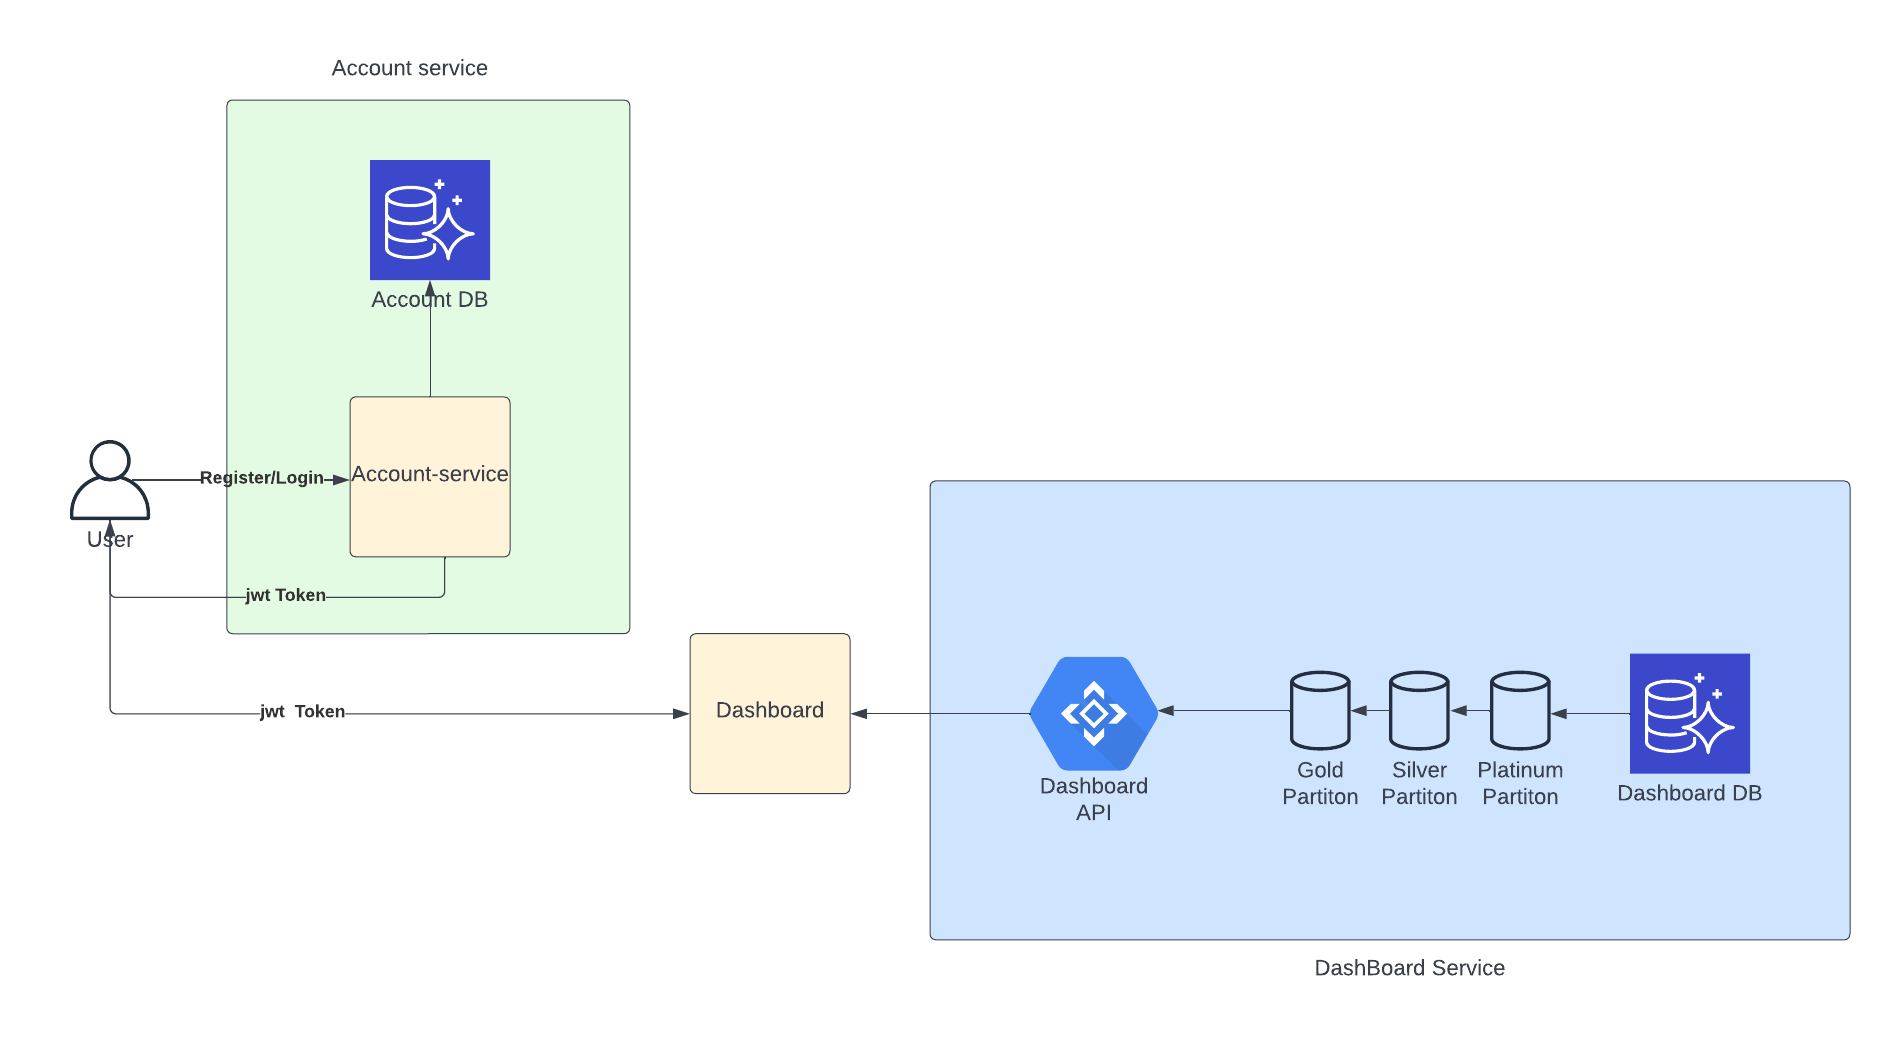 Account service
Account DB
Account-service
Register/Login
User
jwt Token
jwt  Token
Dashboard
Dashboard
API
Gold
Partiton
Silver
Partiton
Platinum
Partiton
Dashboard DB
DashBoard Service